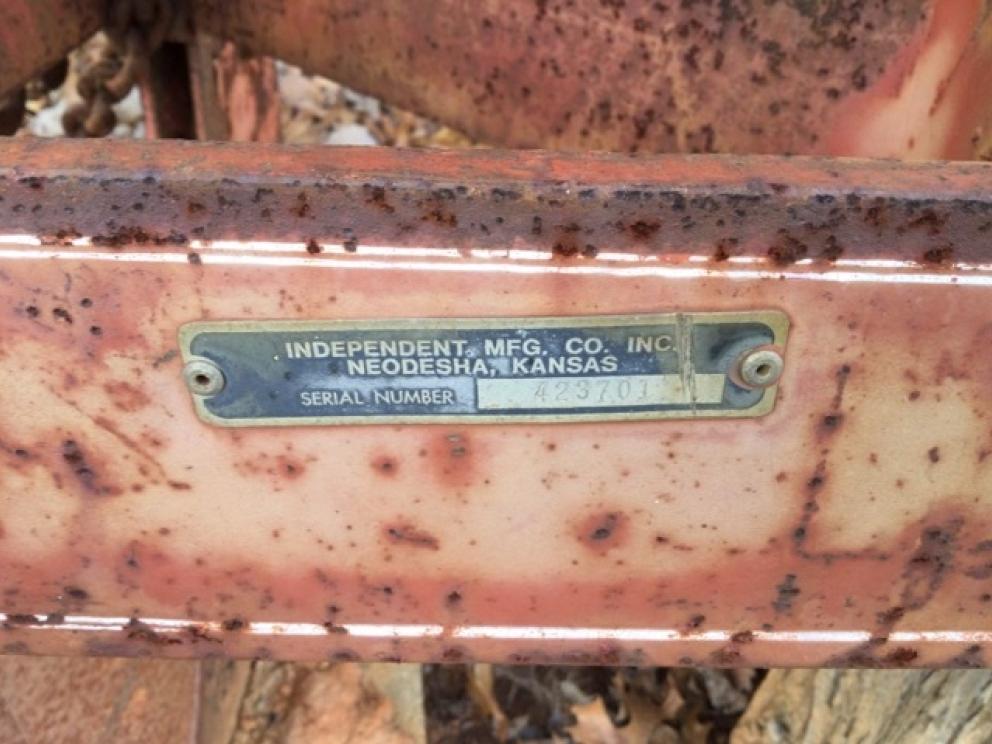 INDEPENDENT MFG. CO. INC.
NEODESHA, KANSAS
SERIAL NUMBER 423701